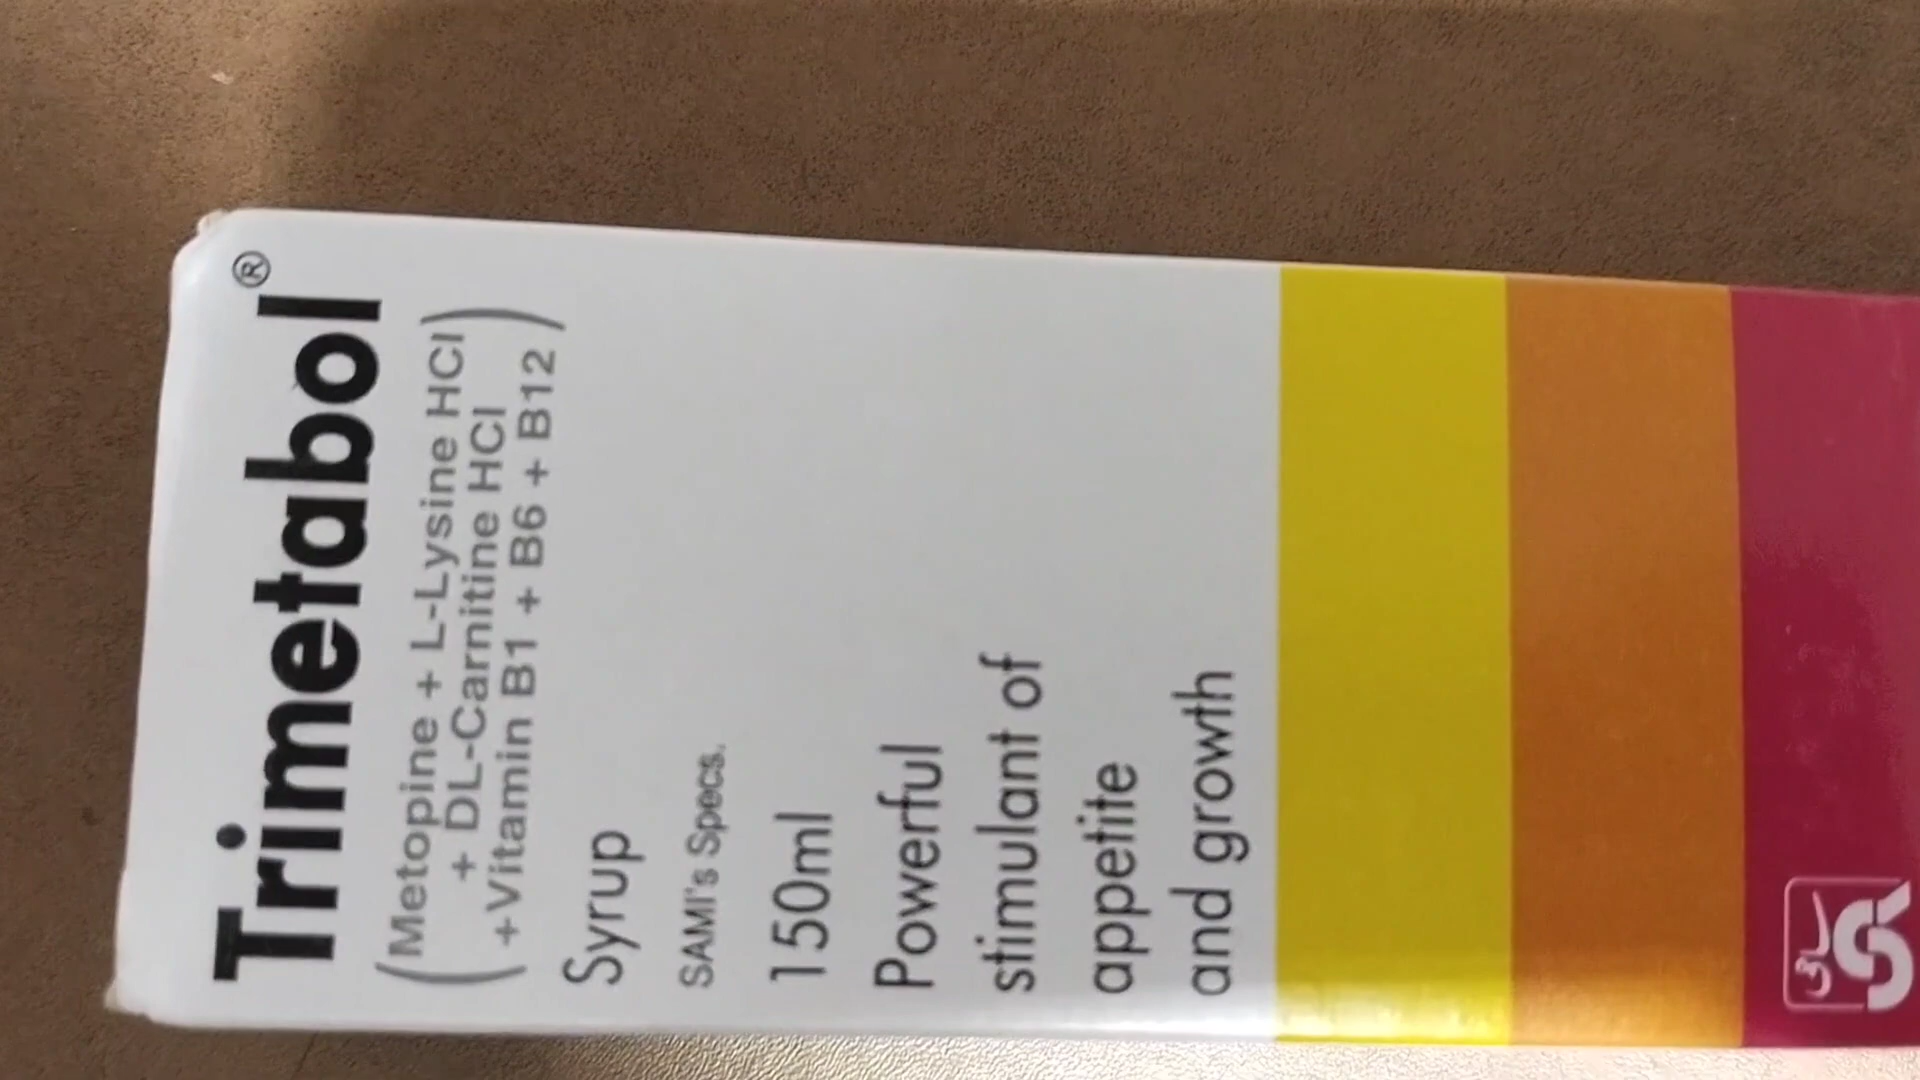 Trimetabol®
(Metopine + L-Lysine HCl
+ DL-Carnitine HCl
+Vitamin B1 + B6 + B12)
Syrup
SAMI's Specs.
150ml
Powerful
stimulant of
appetite
and growth
سامی